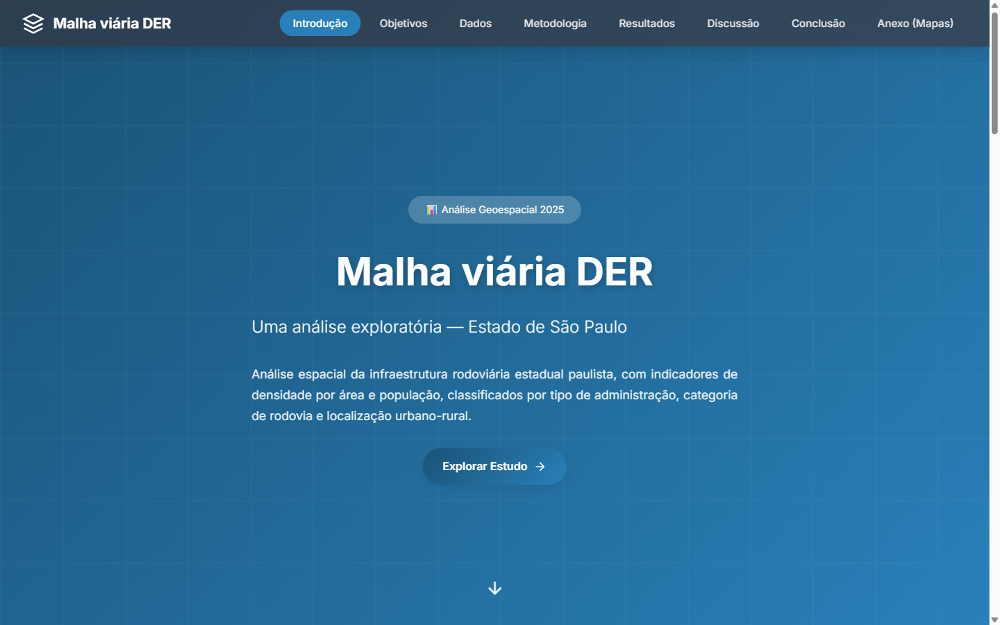 Malha viária DER
Introdução
Objetivos
Dados
Metodologia
Resultados
Discussão
Conclusão
Anexo (Mapas)
Análise Geoespacial 2025
Malha viária DER
Uma análise exploratória — Estado de São Paulo
Análise espacial da infraestrutura rodoviária estadual paulista, com indicadores de
densidade por área e população, classificados por tipo de administração, categoria
de rodovia e localização urbano-rural.
Explorar Estudo →